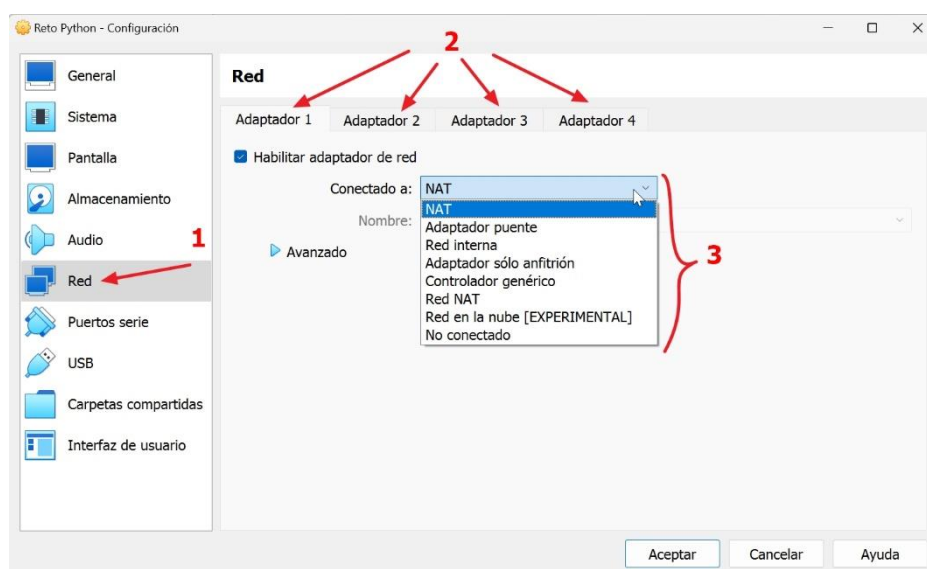 Reto Python - Configuración
2
General
Red
Sistema
Adaptador 1 Adaptador 2 Adaptador 3 Adaptador 4
Pantalla
Habilitar adaptador de red
Conectado a: NAT
Almacenamiento
NAT
Nombre:
Adaptador puente
Audio
1
Avanzado
Red interna
3
Adaptador sólo anfitrión
Red
Controlador genérico
Red NAT
Puertos serie
Red en la nube [EXPERIMENTAL]
No conectado
USB
Carpetas compartidas
Interfaz de usuario
Aceptar Cancelar Ayuda